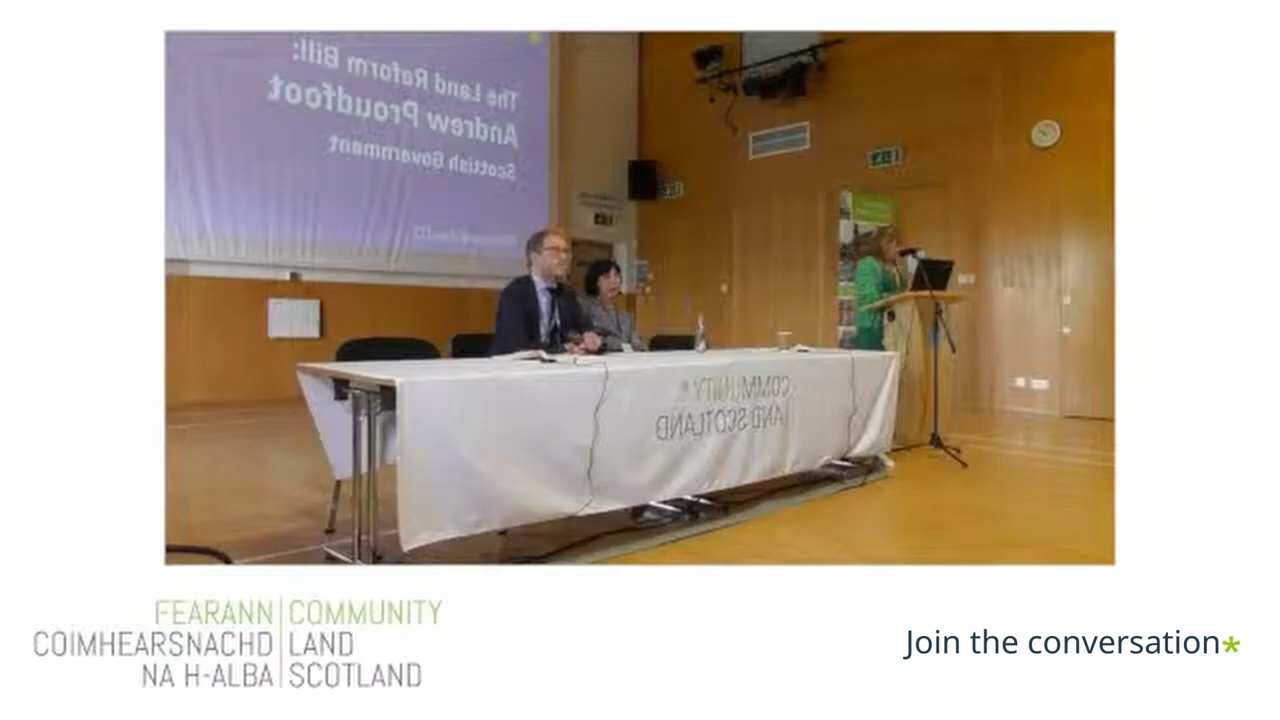 The Land Reform Bill:
Andrew Proudfoot
Scottish Government
COMMUNITY
LAND SCOTLAND
FEARANN | COMMUNITY
COIMHEARSNACHD | LAND
NA H-ALBA | SCOTLAND
Join the conversation*